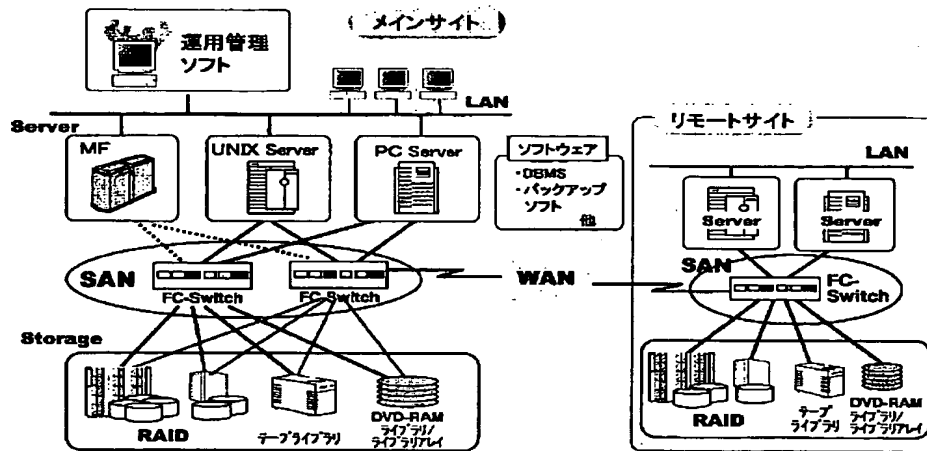 メインサイト
運用管理
ソフト
LAN
Server
MF
UNIX Server
PC Server
ソフトウェア
・DBMS
・バックアップ
ソフト
他
SAN
FC-Switch
FC-Switch
WAN
Storage
RAID
テープライブラリ
DVD-RAM
ライブラリ/
ライブラリアレイ
リモートサイト
LAN
Server
Server
SAN
FC-
Switch
RAID
テープ
ライブラリ
DVD-RAM
ライブラリ/
ライブラリアレイ